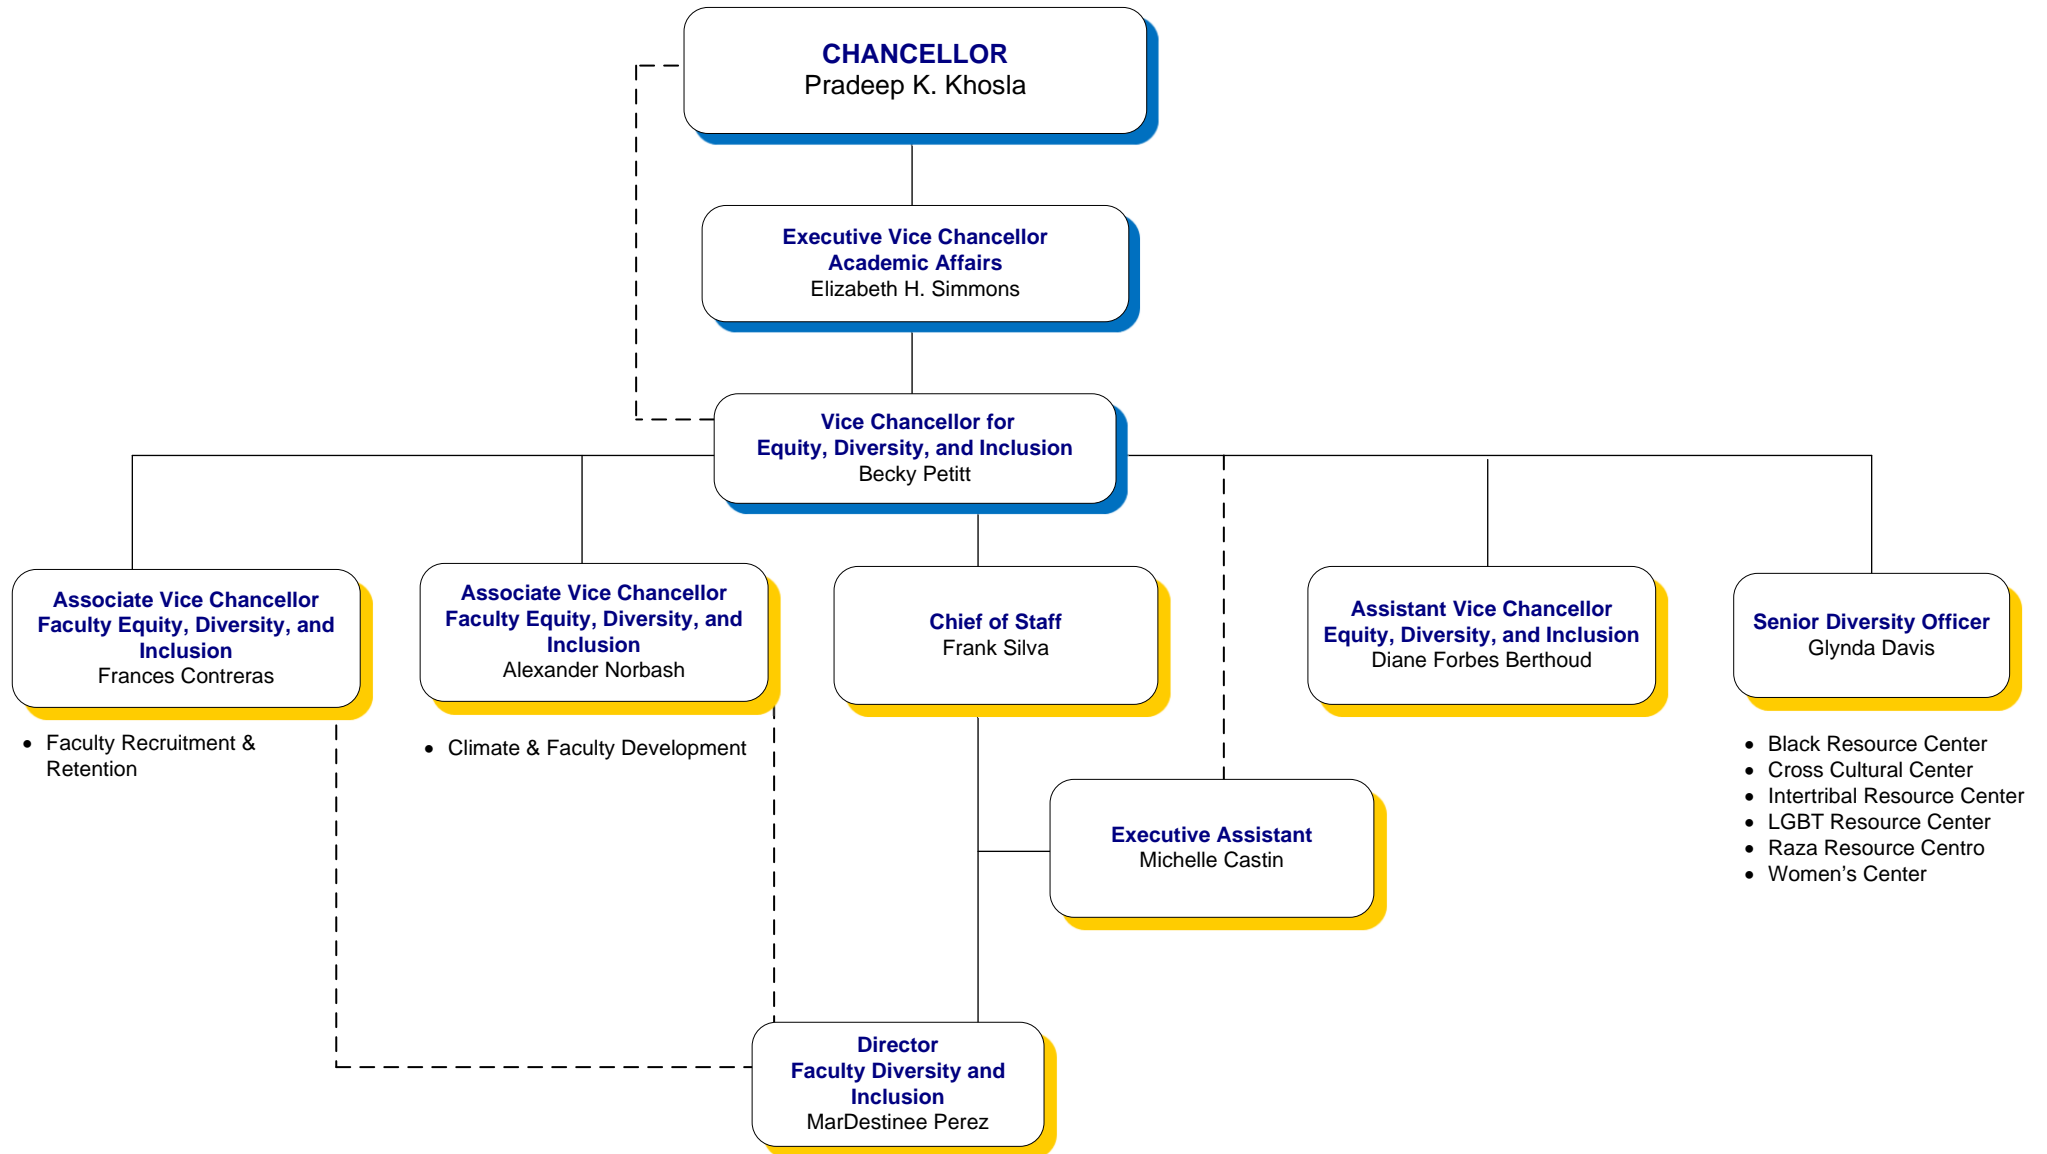 CHANCELLOR
Pradeep K. Khosla
Executive Vice Chancellor
Academic Affairs
Elizabeth H. Simmons
Vice Chancellor for
Equity, Diversity, and Inclusion
Becky Petitt
Associate Vice Chancellor
Faculty Equity, Diversity, and
Inclusion
Frances Contreras
• Faculty Recruitment &
Retention
Associate Vice Chancellor
Faculty Equity, Diversity, and
Inclusion
Alexander Norbash
• Climate & Faculty Development
Chief of Staff
Frank Silva
Assistant Vice Chancellor
Equity, Diversity, and Inclusion
Diane Forbes Berthoud
Senior Diversity Officer
Glynda Davis
• Black Resource Center
• Cross Cultural Center
• Intertribal Resource Center
• LGBT Resource Center
• Raza Resource Centro
• Women’s Center
Executive Assistant
Michelle Castin
Director
Faculty Diversity and
Inclusion
MarDestinee Perez